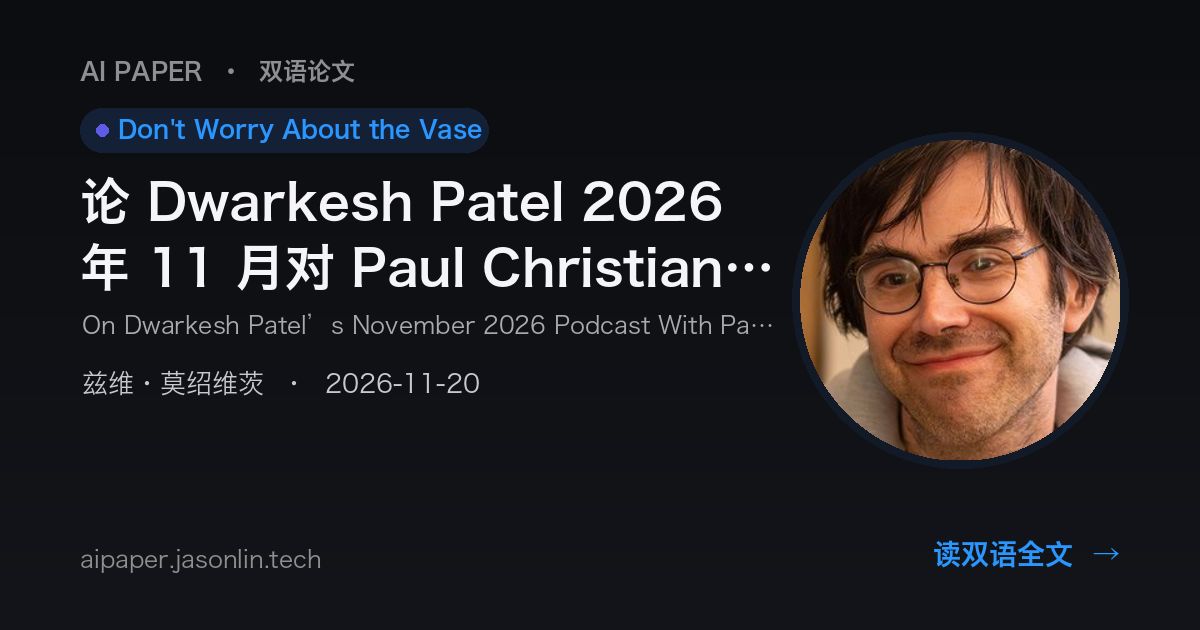 AI PAPER · 双语论文
Don't Worry About the Vase
论 Dwarkesh Patel 2026
年 11 月对 Paul Christian…
On Dwarkesh Patel’s November 2026 Podcast With Pa…
兹维·莫绍维茨 · 2026-11-20
aipaper.jasonlin.tech
读双语全文 →